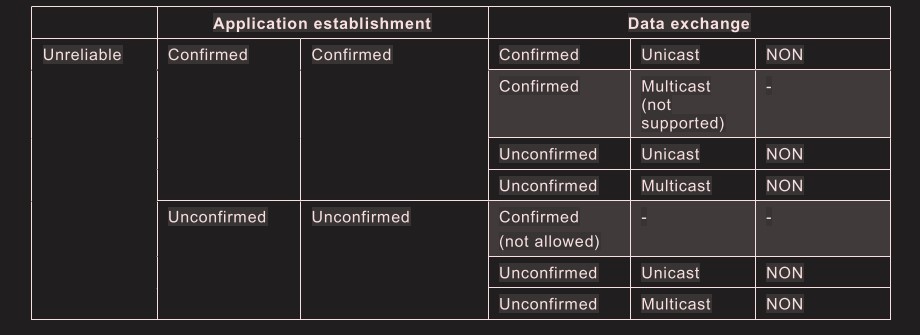 Application establishment Data exchange
Unreliable Confirmed Confirmed Confirmed Unicast NON
Confirmed Multicast (not supported) -
Unconfirmed Unicast NON
Unconfirmed Multicast NON
Unconfirmed Unconfirmed Confirmed (not allowed) - -
Unconfirmed Unicast NON
Unconfirmed Multicast NON